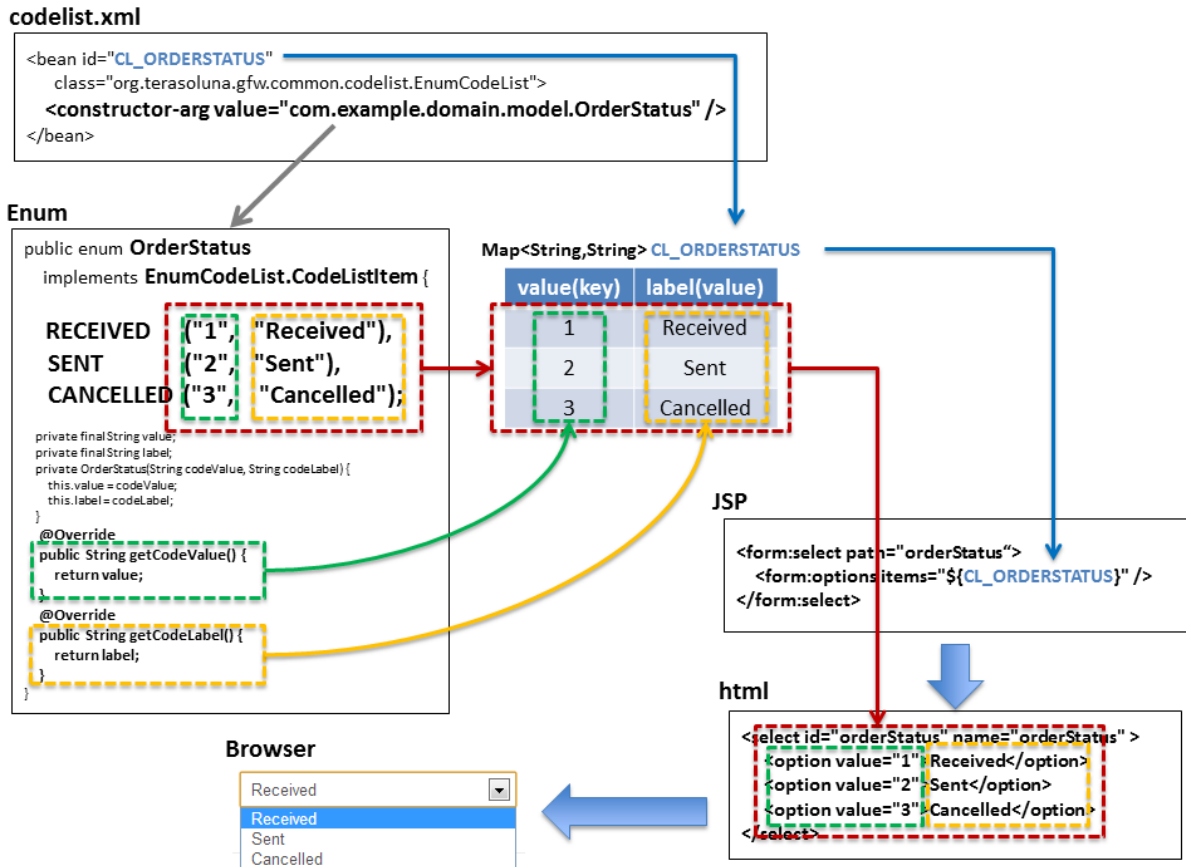 codelist.xml
<bean id="CL_ORDERSTATUS"
class="org.terasoluna.gfw.common.codelist.EnumCodeList">
<constructor-arg value="com.example.domain.model.OrderStatus" />
</bean>
Enum
public enum OrderStatus
implements EnumCodeList.CodeListItem {
RECEIVED ("1", "Received"),
SENT ("2", "Sent"),
CANCELLED ("3", "Cancelled");
private final String value;
private final String label;
private OrderStatus(String codeValue, String codeLabel) {
this.value = codeValue;
this.label = codeLabel;
}
@Override
public String getCodeValue() {
return value;
}
@Override
public String getCodeLabel() {
return label;
}
}
Map<String,String> CL_ORDERSTATUS
value(key) label(value)
1 Received
2 Sent
3 Cancelled
JSP
<form:select path="orderStatus“>
<form:options items="${CL_ORDERSTATUS}" />
</form:select>
html
<select id="orderStatus" name="orderStatus" >
<option value="1">Received</option>
<option value="2">Sent</option>
<option value="3">Cancelled</option>
</select>
Browser
Received
Received
Sent
Cancelled